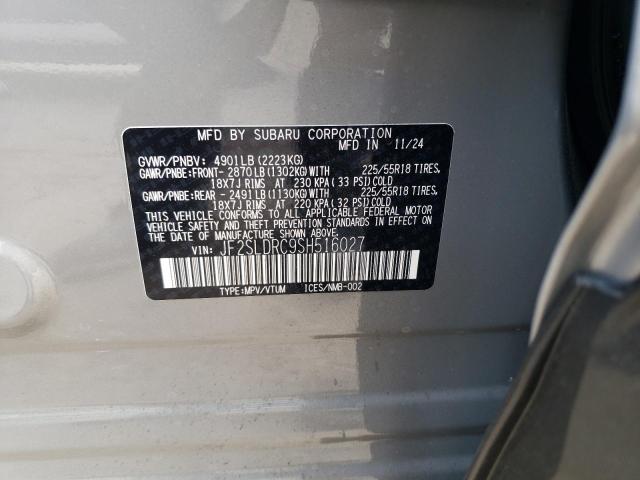 MFD BY SUBARU CORPORATION
GVWR/PNBV: 4901LB(2223KG) MFD IN 11/24
GAWR/PNBE:FRONT- 2870LB(1302KG)WITH 225/55R18 TIRES,
18X7J RIMS AT 230 KPA(33 PSI)COLD
GAWR/PNBE:REAR - 2491LB(1130KG)WITH 225/55R18 TIRES,
18X7J RIMS AT 220 KPA(32 PSI)COLD
THIS VEHICLE CONFORMS TO ALL APPLICABLE FEDERAL MOTOR
VEHICLE SAFETY AND THEFT PREVENTION STANDARDS IN EFFECT ON
THE DATE OF MANUFACTURE SHOWN ABOVE.
VIN: JF2SLDRC9SH516027
TYPE:MPV/VTUM ICES/NMB-002